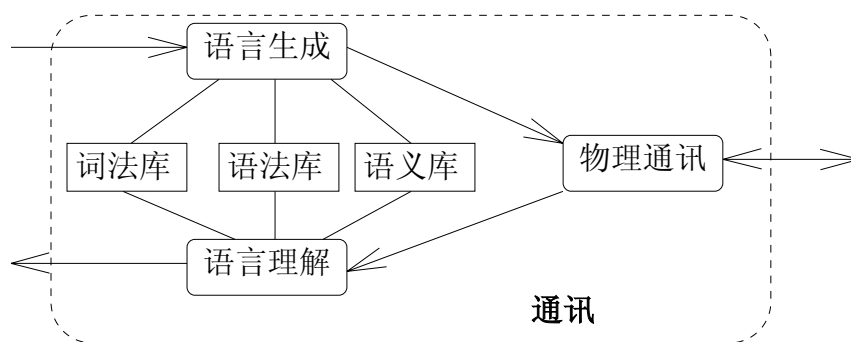 语言生成
词法库
语法库
语义库
物理通讯
语言理解
通讯